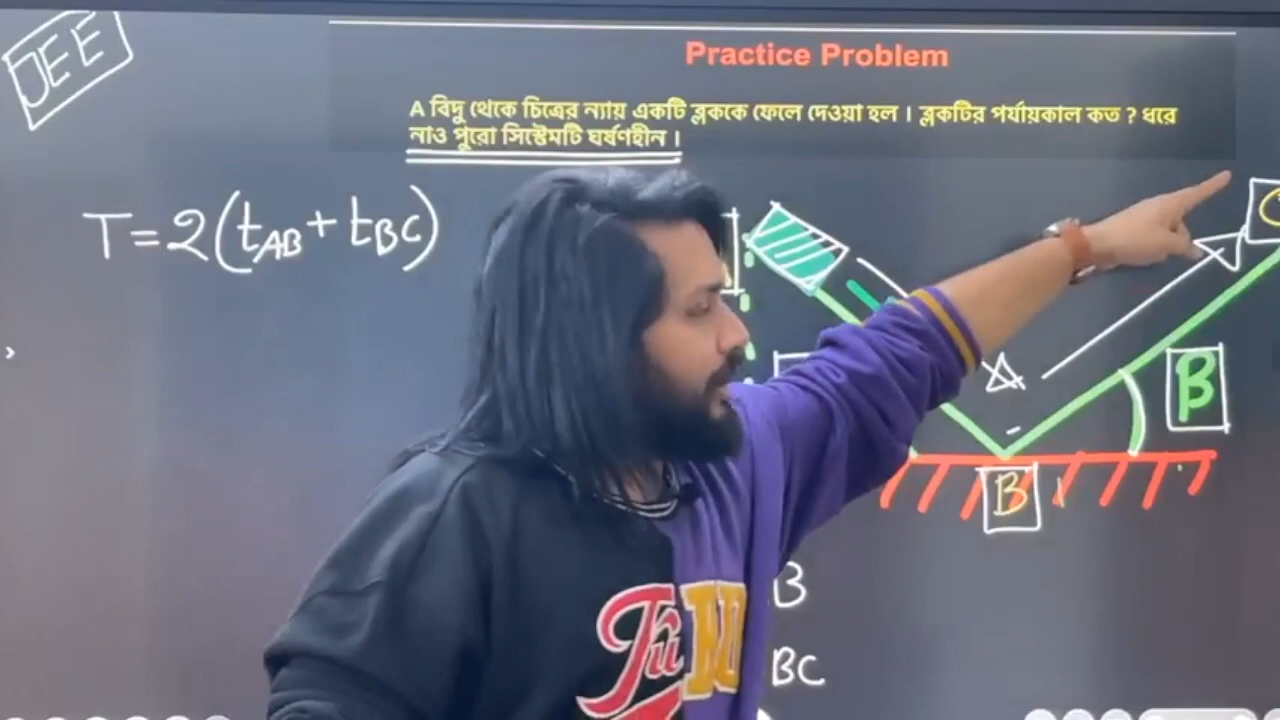 JEE
Practice Problem
A বিদু থেকে চিত্রের ন্যায় একটি ব্লককে ফেলে দেওয়া হল । ব্লকটির পর্যায়কাল কত ? ধরে
নাও পুরো সিস্টেমটি ঘর্ষণহীন ।
T=2(tAB+tBC)
C
β
B
B
BC